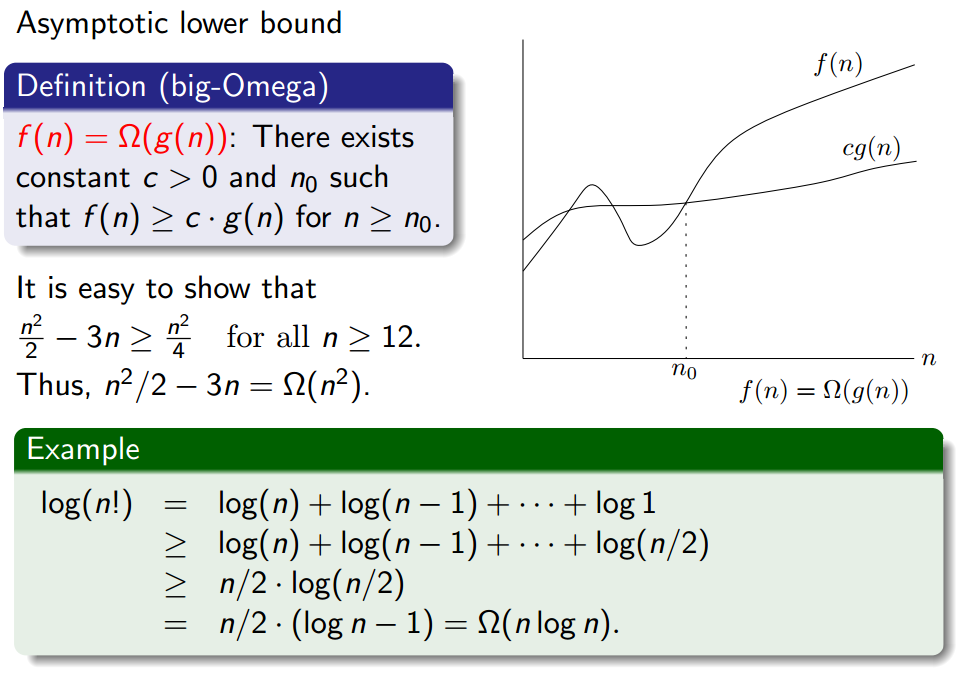 Asymptotic lower bound
Definition (big-Omega)
f(n) = Ω(g(n)): There exists
constant c > 0 and n₀ such
that f(n) ≥ c · g(n) for n ≥ n₀.
It is easy to show that
n²/2 − 3n ≥ n²/4 for all n ≥ 12.
Thus, n²/2 − 3n = Ω(n²).
f(n)
cg(n)
n
n₀
f(n) = Ω(g(n))
Example
log(n!) = log(n) + log(n − 1) + · · · + log 1
≥ log(n) + log(n − 1) + · · · + log(n/2)
≥ n/2 · log(n/2)
= n/2 · (log n − 1) = Ω(n log n).